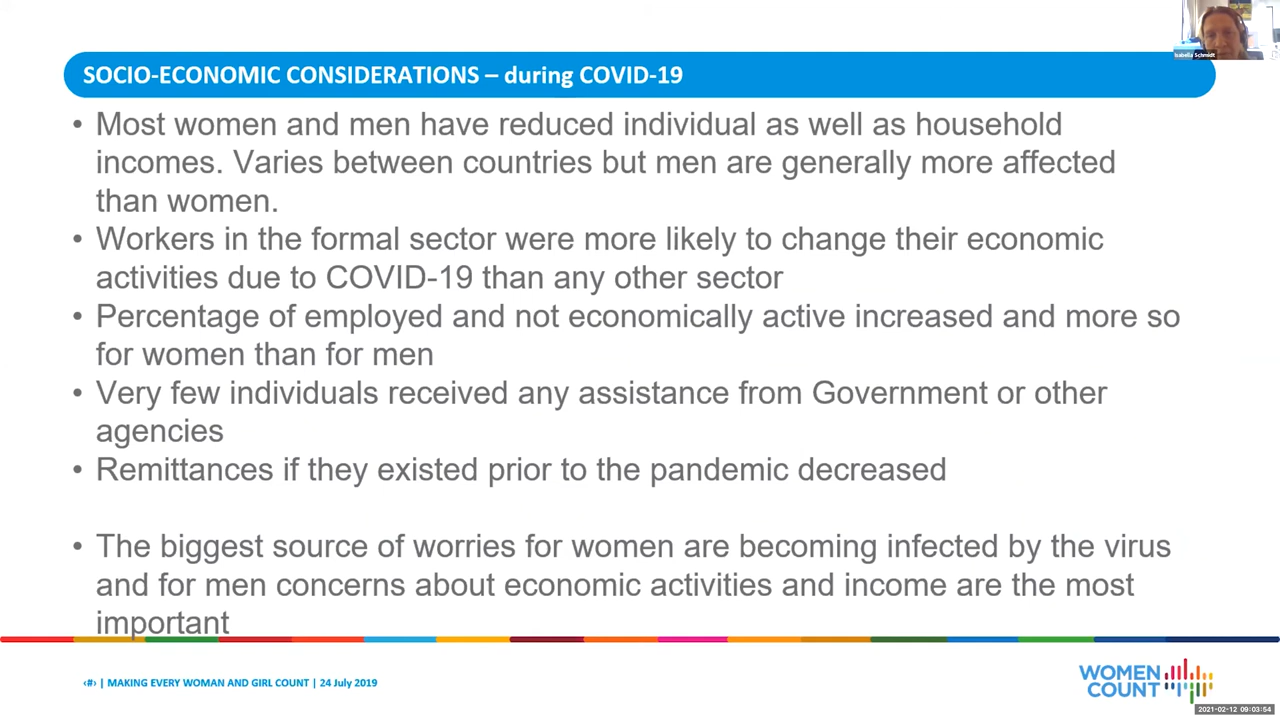 Isabella Schmidt
SOCIO-ECONOMIC CONSIDERATIONS – during COVID-19
• Most women and men have reduced individual as well as household
incomes. Varies between countries but men are generally more affected
than women.
• Workers in the formal sector were more likely to change their economic
activities due to COVID-19 than any other sector
• Percentage of employed and not economically active increased and more so
for women than for men
• Very few individuals received any assistance from Government or other
agencies
• Remittances if they existed prior to the pandemic decreased
• The biggest source of worries for women are becoming infected by the virus
and for men concerns about economic activities and income are the most
important
‹#› | MAKING EVERY WOMAN AND GIRL COUNT | 24 July 2019
WOMEN
COUNT
2021-02-12 09:03:54